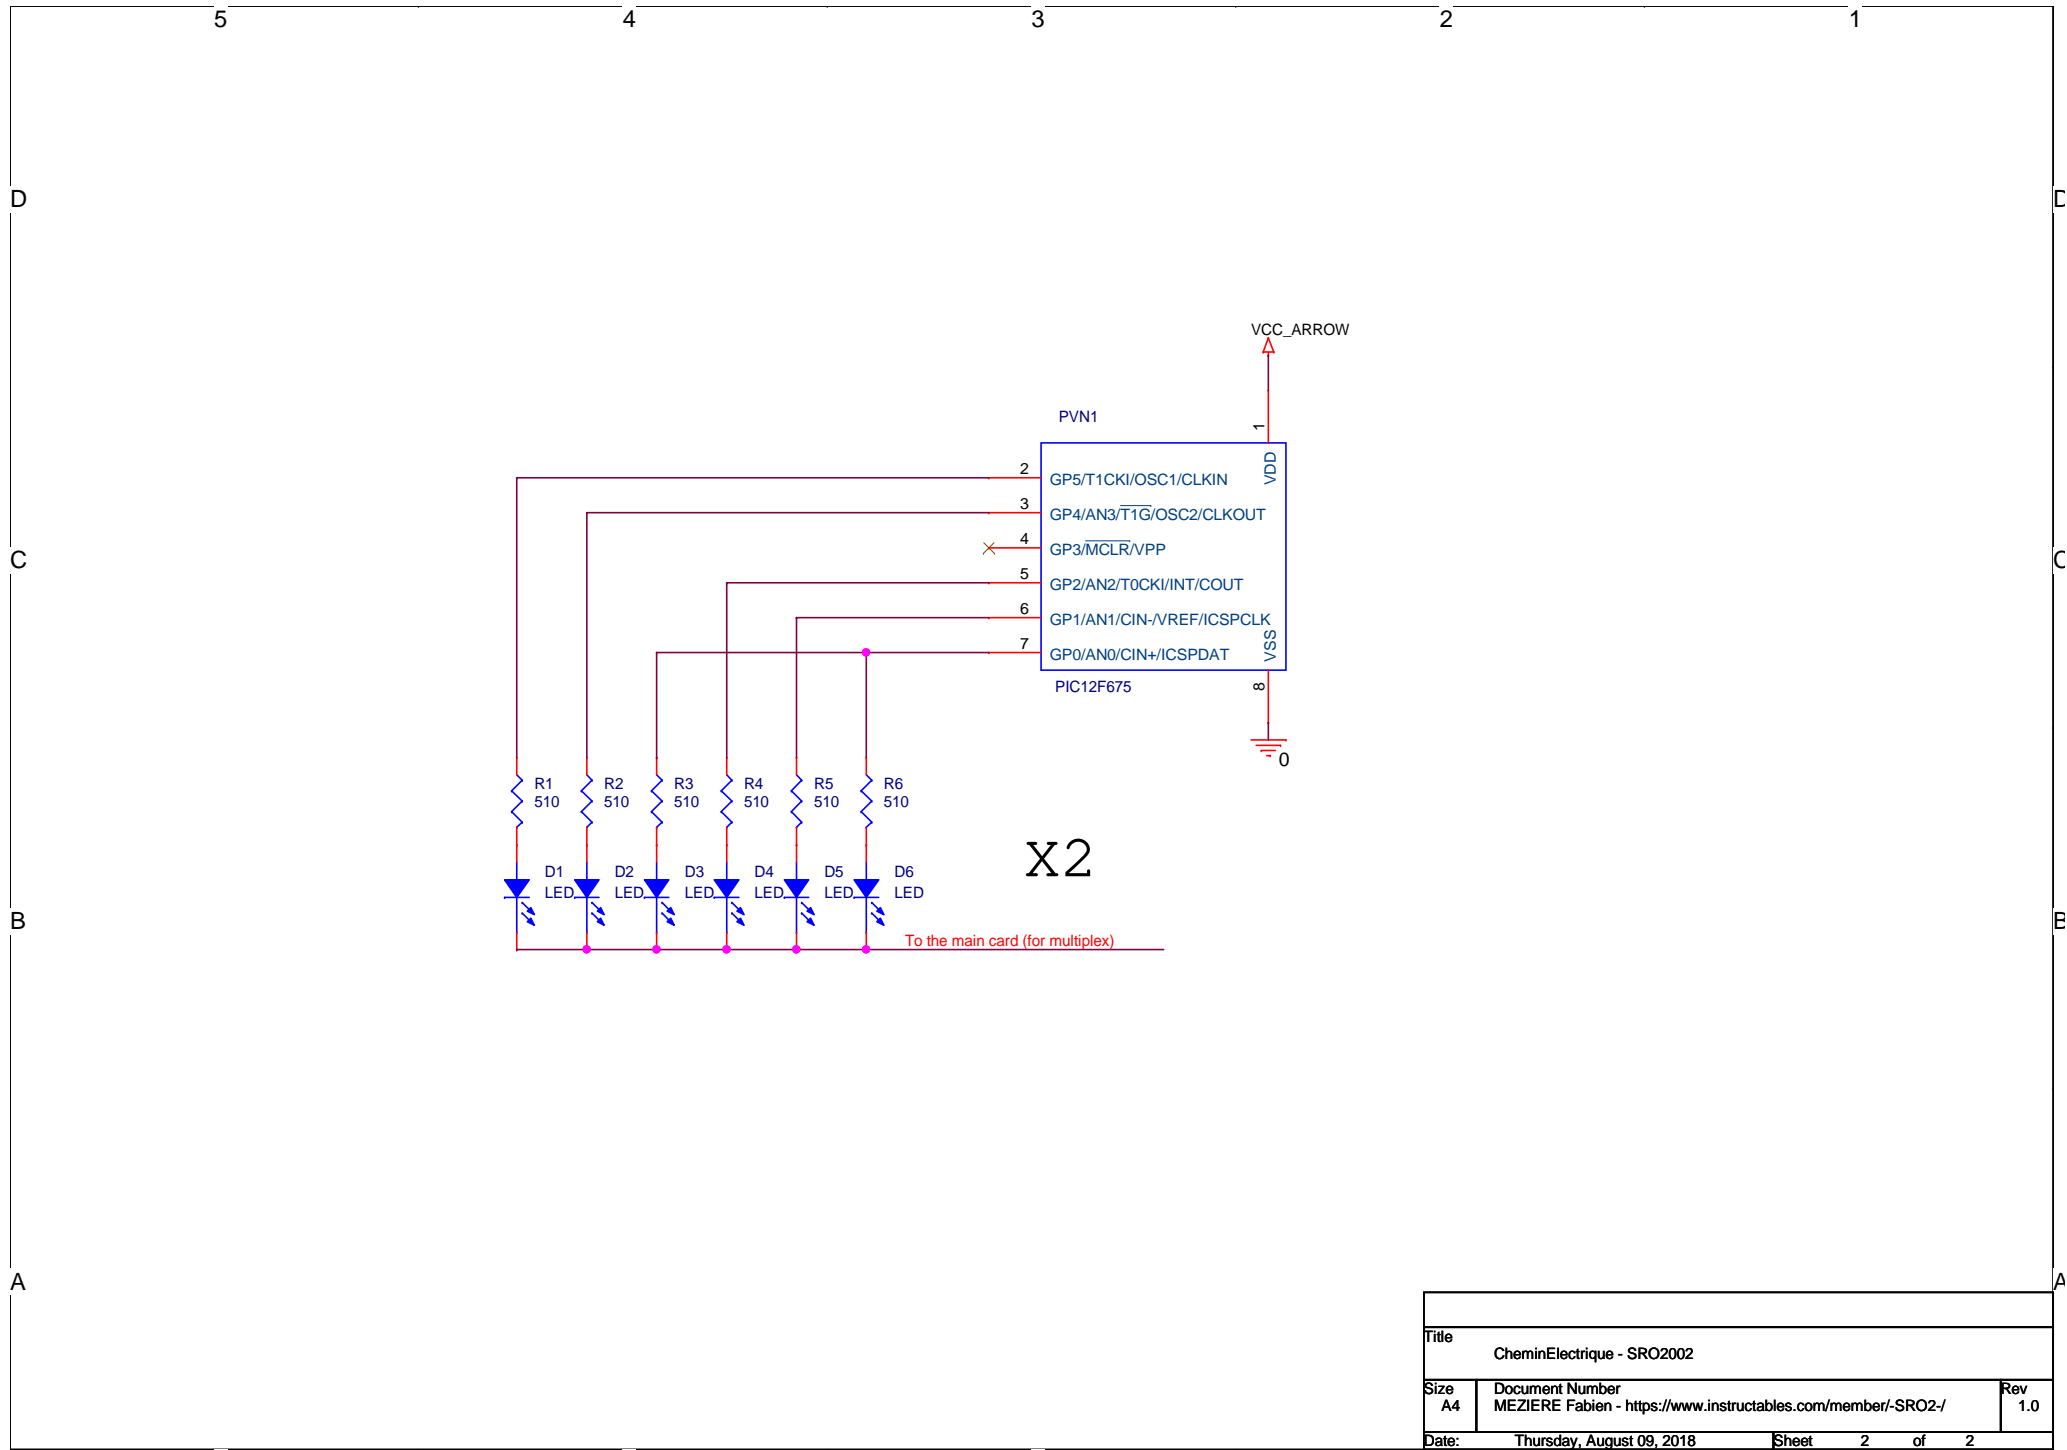 5 4 3 2 1
D D
VCC_ARROW
PVN1
1
VDD
2 GP5/T1CKI/OSC1/CLKIN
3 GP4/AN3/T1G/OSC2/CLKOUT
4 GP3/MCLR/VPP
5 GP2/AN2/T0CKI/INT/COUT
6 GP1/AN1/CIN-/VREF/ICSPCLK
7 GP0/AN0/CIN+/ICSPDAT
VSS
8
PIC12F675
0
C C
R1 R2 R3 R4 R5 R6
510 510 510 510 510 510
X2
D1 D2 D3 D4 D5 D6
LED LED LED LED LED LED
B B
To the main card (for multiplex)
A A
Title
CheminElectrique - SRO2002
Size Document Number Rev
A4 MEZIERE Fabien - https://www.instructables.com/member/-SRO2-/ 1.0
Date: Thursday, August 09, 2018 Sheet 2 of 2